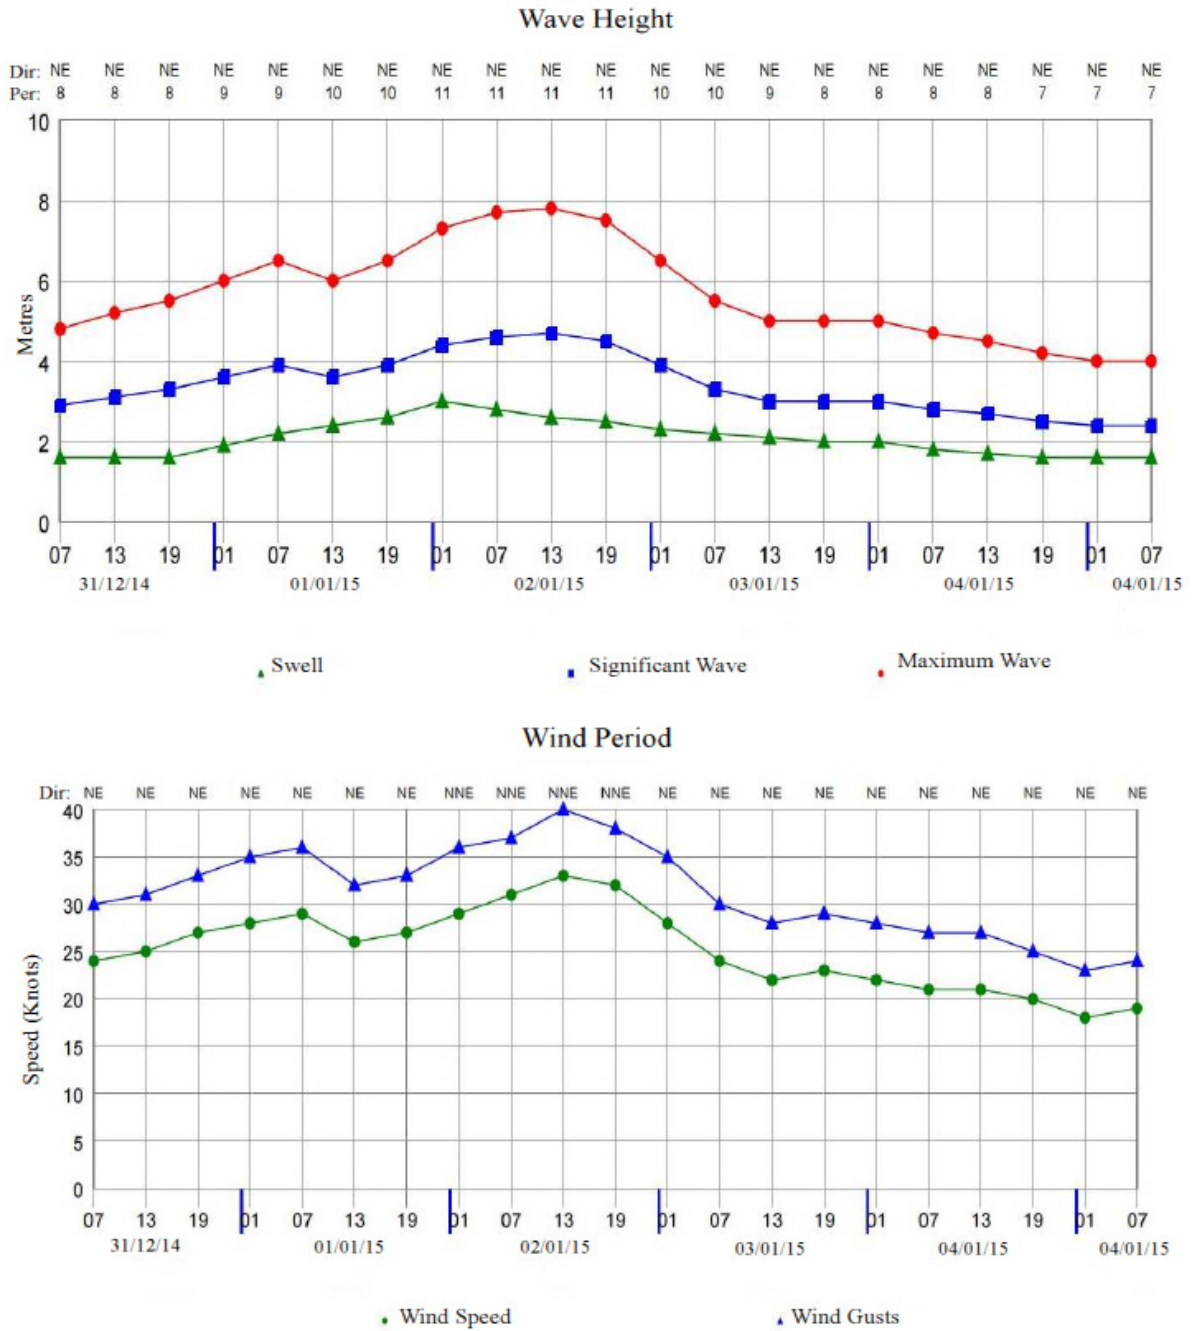 Wave Height
Dir: NE NE NE NE NE NE NE NE NE NE NE NE NE NE NE NE NE NE NE NE NE
Per: 8 8 8 9 9 10 10 11 11 11 11 10 10 9 8 8 8 8 7 7 7
10
8
6
4
2
0
Metres
07 13 19 01 07 13 19 01 07 13 19 01 07 13 19 01 07 13 19 01 07
31/12/14 01/01/15 02/01/15 03/01/15 04/01/15 04/01/15
Swell Significant Wave Maximum Wave
Wind Period
Dir: NE NE NE NE NE NE NE NNE NNE NNE NNE NE NE NE NE NE NE NE NE NE NE
40
35
30
25
20
15
10
5
0
Speed (Knots)
07 13 19 01 07 13 19 01 07 13 19 01 07 13 19 01 07 13 19 01 07
31/12/14 01/01/15 02/01/15 03/01/15 04/01/15 04/01/15
Wind Speed Wind Gusts